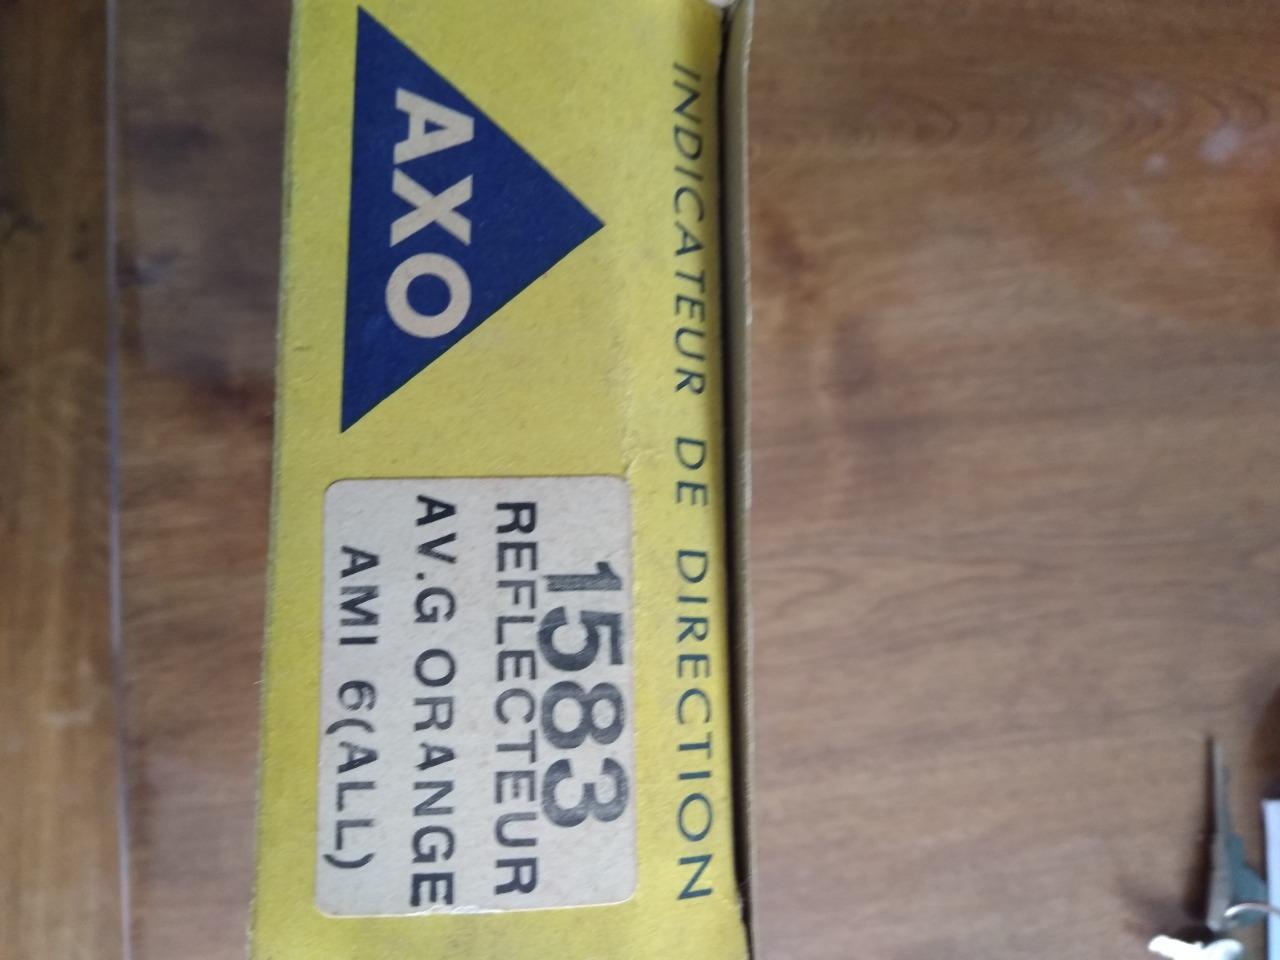 INDICATEUR DE DIRECTION
AXO
1583
REFLECTEUR
AV.G ORANGE
AMI 6(ALL)